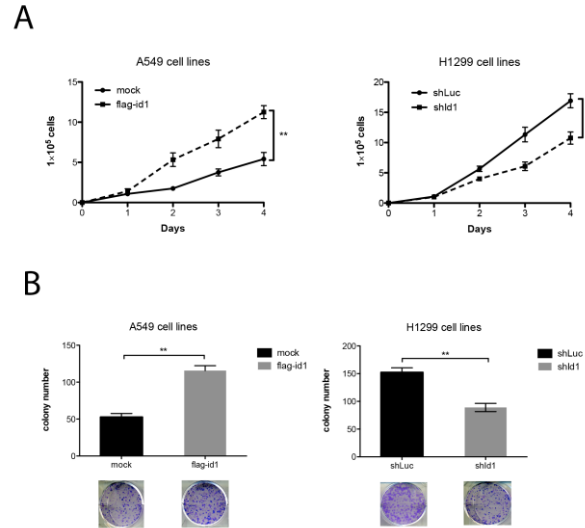 A
A549 cell lines
mock
flag-id1
15
10
5
0
1×10⁵ cells
**
0 1 2 3 4
Days
H1299 cell lines
shLuc
shId1
20
15
10
5
0
1×10⁵ cells
0 1 2 3 4
Days
B
A549 cell lines
mock
flag-id1
**
150
100
50
0
colony number
mock flag-id1
H1299 cell lines
shLuc
shId1
**
200
150
100
50
0
colony number
shLuc shId1